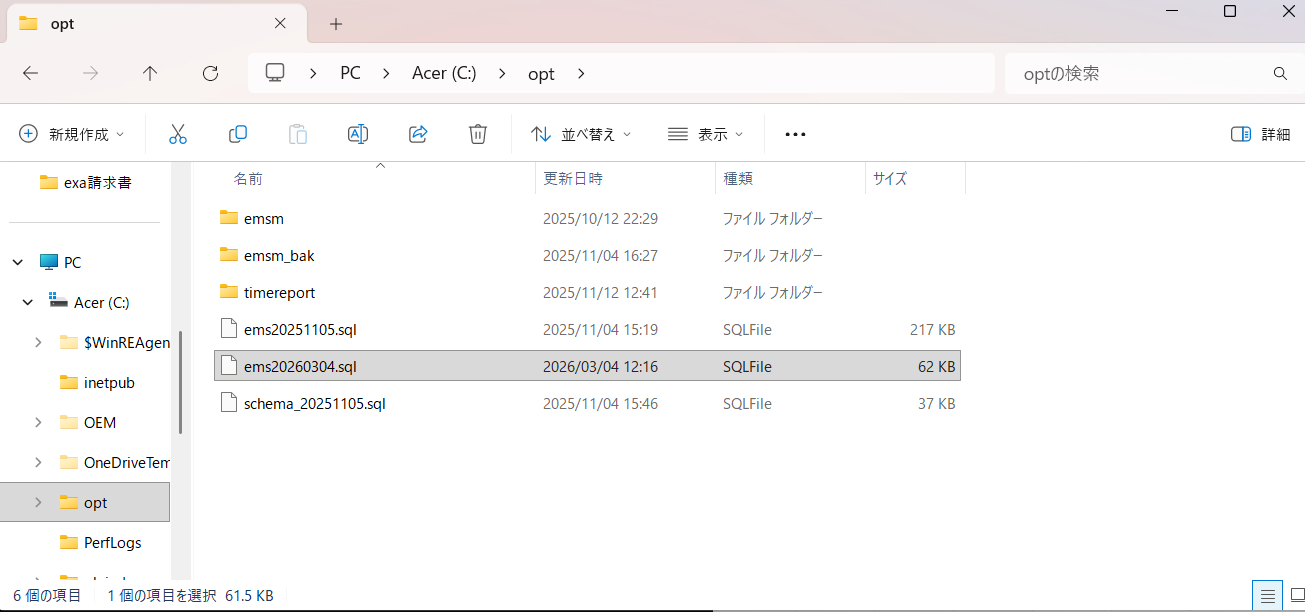 opt
PC > Acer (C:) > opt >
optの検索
新規作成
並べ替え
表示
詳細
exa請求書
PC
Acer (C:)
$WinREAgen
inetpub
OEM
OneDriveTem
opt
PerfLogs
名前 更新日時 種類 サイズ
emsm 2025/10/12 22:29 ファイル フォルダー
emsm_bak 2025/11/04 16:27 ファイル フォルダー
timereport 2025/11/12 12:41 ファイル フォルダー
ems20251105.sql 2025/11/04 15:19 SQLFile 217 KB
ems20260304.sql 2026/03/04 12:16 SQLFile 62 KB
schema_20251105.sql 2025/11/04 15:46 SQLFile 37 KB
6 個の項目 1 個の項目を選択 61.5 KB